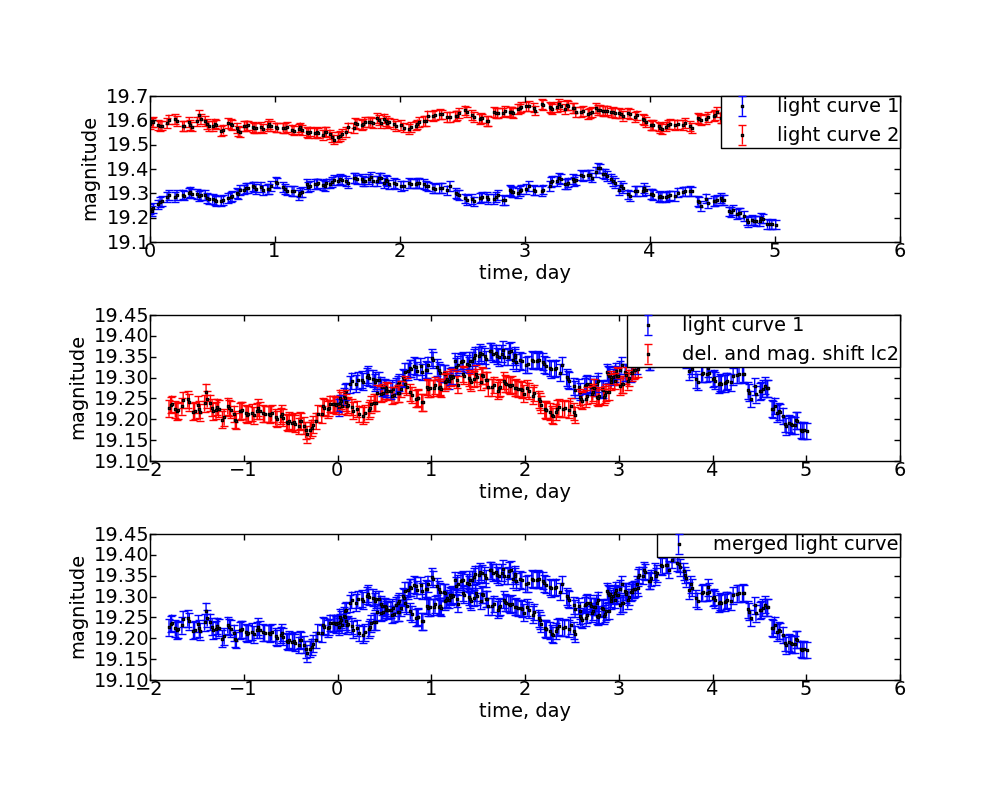 19.7
19.6
19.5
19.4
19.3
19.2
19.1
magnitude
light curve 1
light curve 2
0 1 2 3 4 5 6
time, day
19.45
19.40
19.35
19.30
19.25
19.20
19.15
19.10
magnitude
light curve 1
del. and mag. shift lc2
−2 −1 0 1 2 3 4 5 6
time, day
19.45
19.40
19.35
19.30
19.25
19.20
19.15
19.10
magnitude
merged light curve
−2 −1 0 1 2 3 4 5 6
time, day